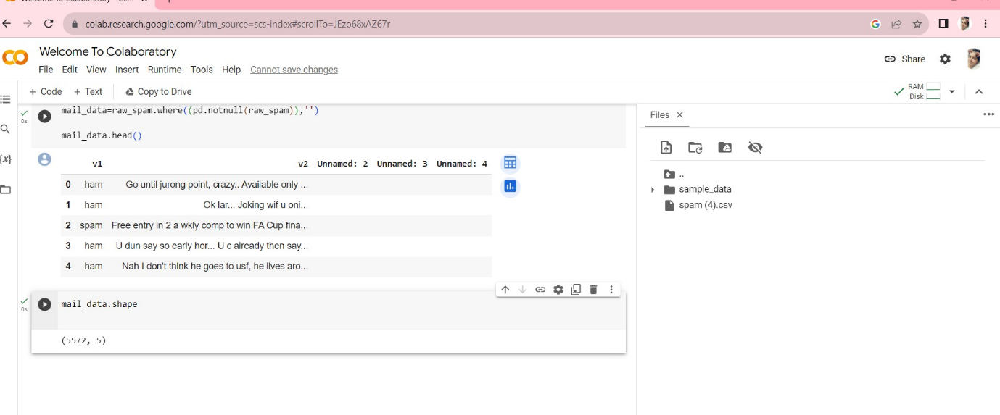 colab.research.google.com/?utm_source=scs-index#scrollTo=JEzo68xAZ67r
G
CO
Welcome To Colaboratory
Share
File Edit View Insert Runtime Tools Help Cannot save changes
+ Code + Text Copy to Drive
RAM
Disk
mail_data=raw_spam.where((pd.notnull(raw_spam)),'')
0s
mail_data.head()
Files
{x}
v1 v2 Unnamed: 2 Unnamed: 3 Unnamed: 4
0 ham Go until jurong point, crazy.. Available only ...
1 ham Ok lar... Joking wif u oni...
2 spam Free entry in 2 a wkly comp to win FA Cup fina...
3 ham U dun say so early hor... U c already then say...
4 ham Nah I don't think he goes to usf, he lives aro...
..
sample_data
spam (4).csv
mail_data.shape
0s
(5572, 5)